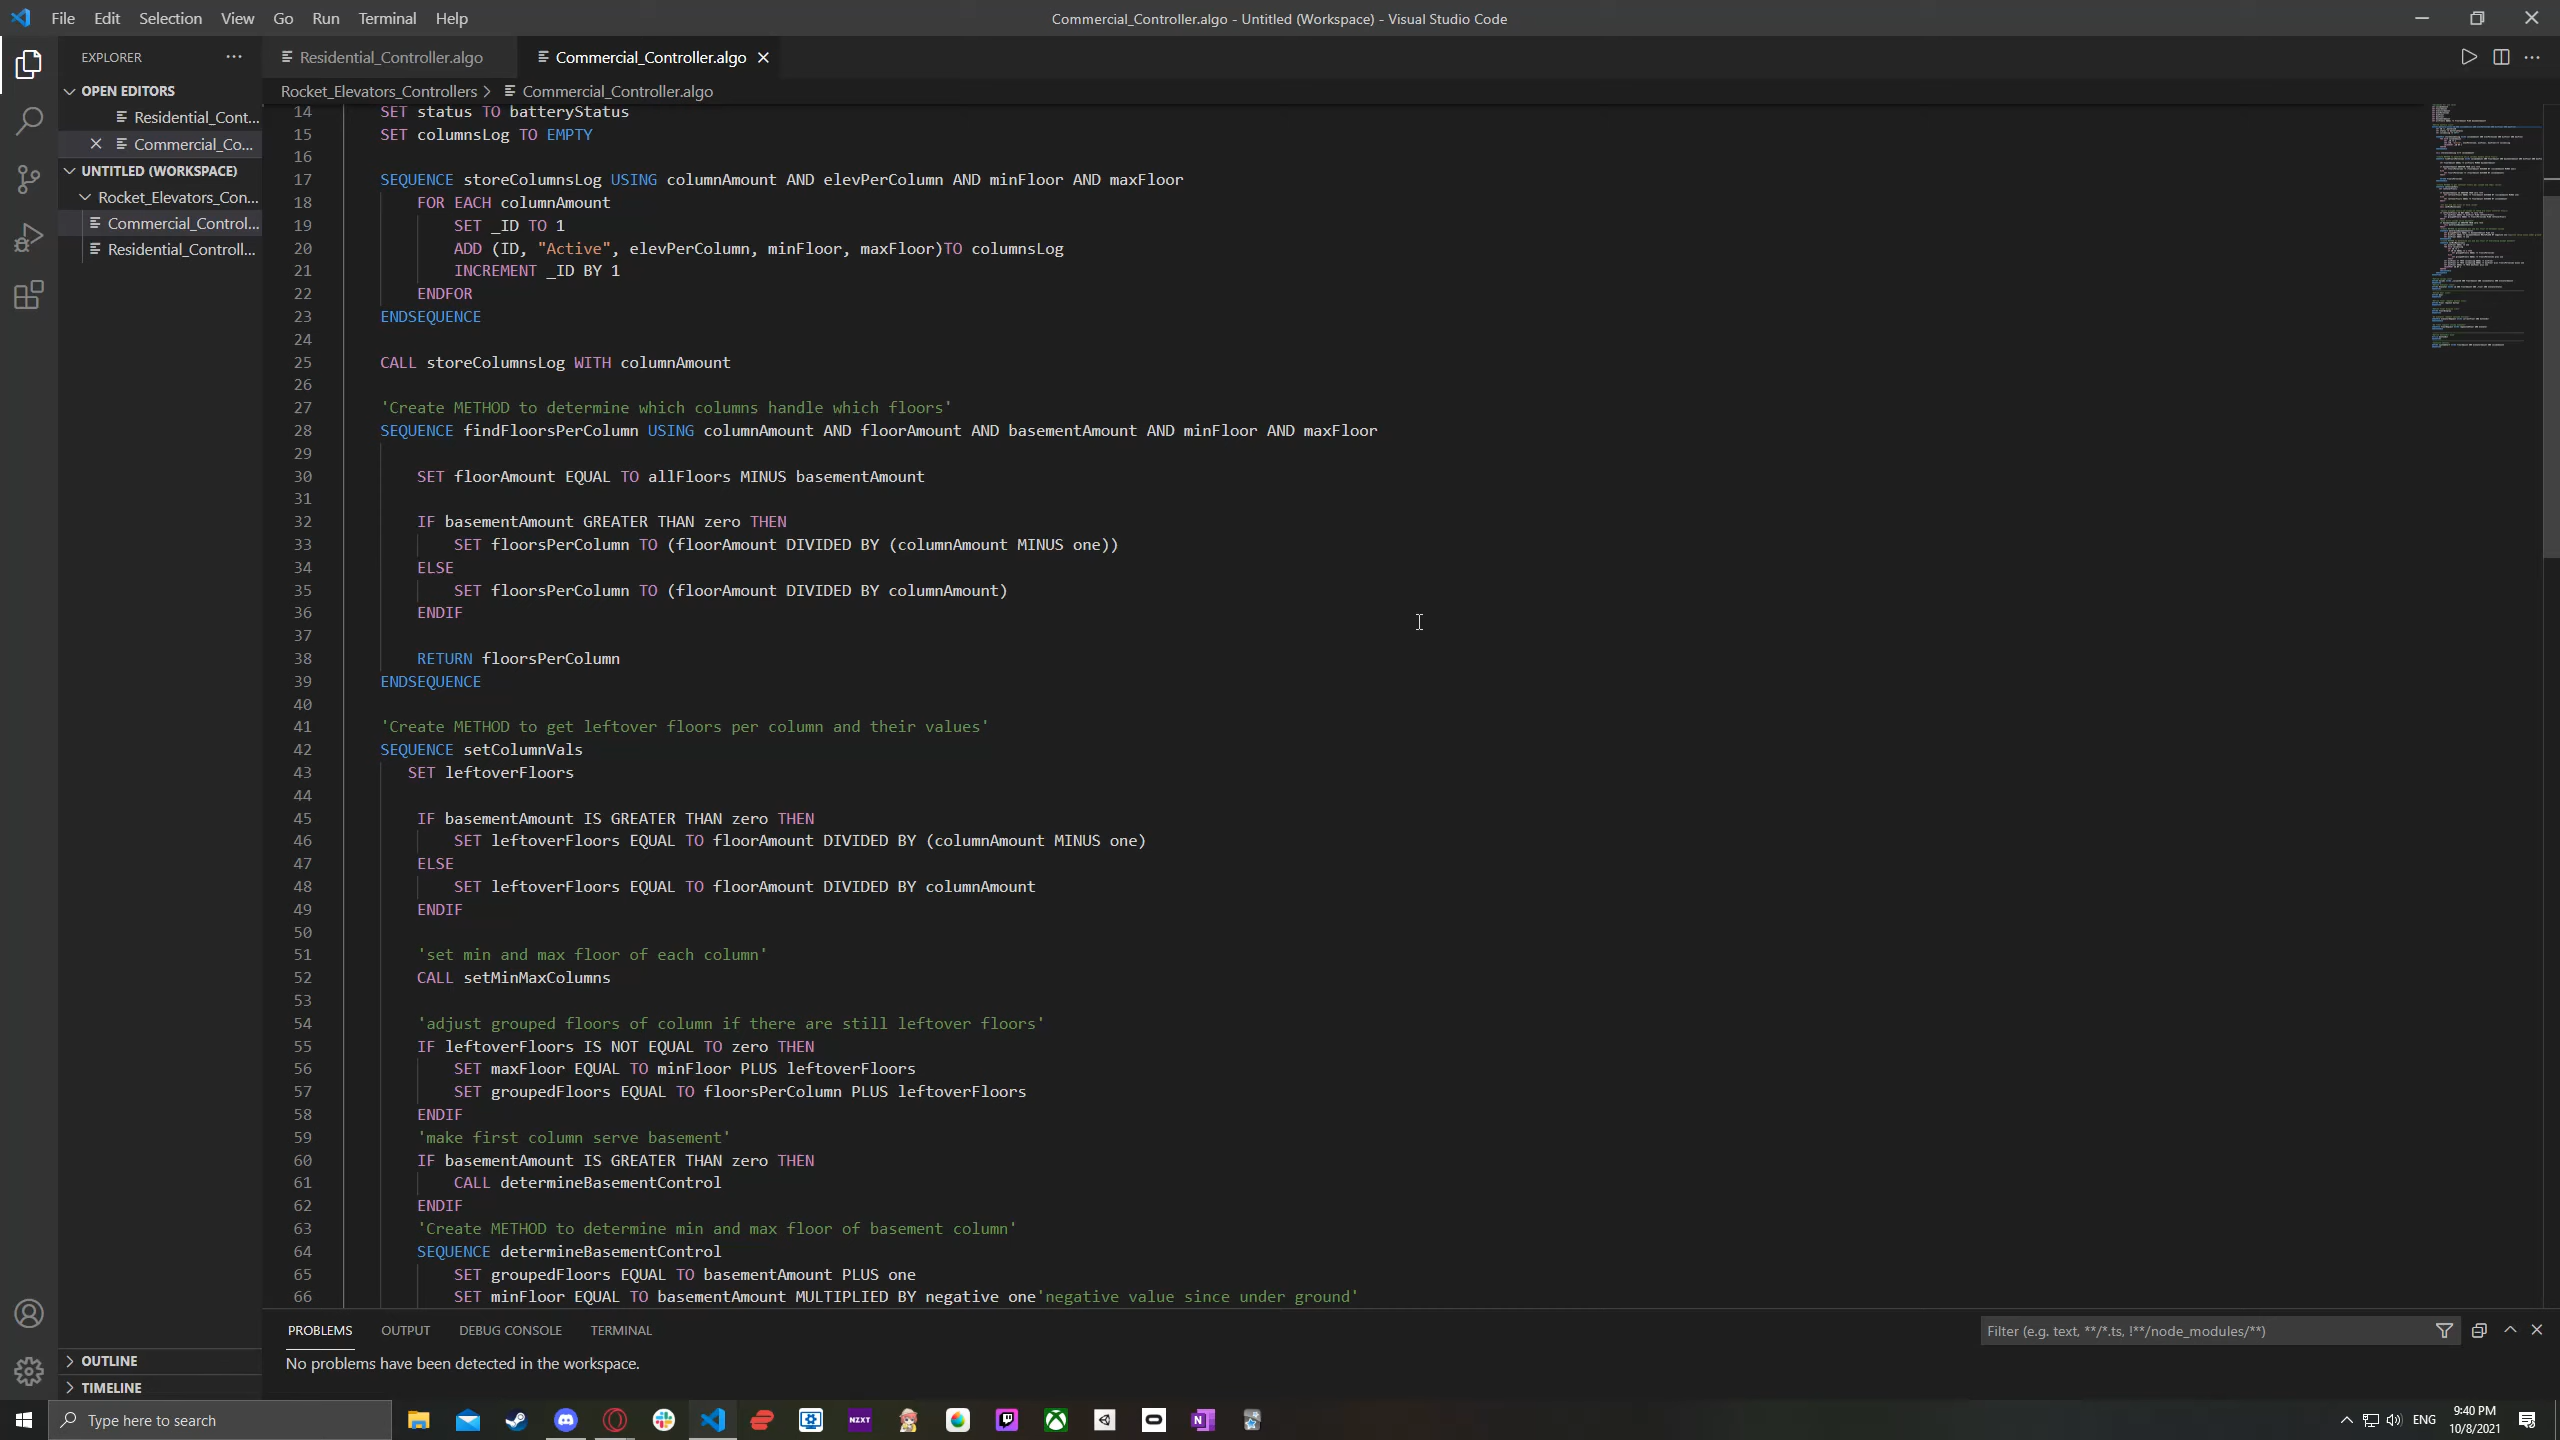 File Edit Selection View Go Run Terminal Help
Commercial_Controller.algo - Untitled (Workspace) - Visual Studio Code
EXPLORER
OPEN EDITORS
Residential_Cont...
Commercial_Co...
UNTITLED (WORKSPACE)
Rocket_Elevators_Con...
Commercial_Control...
Residential_Controll...
OUTLINE
TIMELINE
Residential_Controller.algo
Commercial_Controller.algo
Rocket_Elevators_Controllers > Commercial_Controller.algo
14 SET status TO batteryStatus
15 SET columnsLog TO EMPTY
16
17 SEQUENCE storeColumnsLog USING columnAmount AND elevPerColumn AND minFloor AND maxFloor
18 FOR EACH columnAmount
19 SET _ID TO 1
20 ADD (ID, "Active", elevPerColumn, minFloor, maxFloor)TO columnsLog
21 INCREMENT _ID BY 1
22 ENDFOR
23 ENDSEQUENCE
24
25 CALL storeColumnsLog WITH columnAmount
26
27 'Create METHOD to determine which columns handle which floors'
28 SEQUENCE findFloorsPerColumn USING columnAmount AND floorAmount AND basementAmount AND minFloor AND maxFloor
29
30 SET floorAmount EQUAL TO allFloors MINUS basementAmount
31
32 IF basementAmount GREATER THAN zero THEN
33 SET floorsPerColumn TO (floorAmount DIVIDED BY (columnAmount MINUS one))
34 ELSE
35 SET floorsPerColumn TO (floorAmount DIVIDED BY columnAmount)
36 ENDIF
37
38 RETURN floorsPerColumn
39 ENDSEQUENCE
40
41 'Create METHOD to get leftover floors per column and their values'
42 SEQUENCE setColumnVals
43 SET leftoverFloors
44
45 IF basementAmount IS GREATER THAN zero THEN
46 SET leftoverFloors EQUAL TO floorAmount DIVIDED BY (columnAmount MINUS one)
47 ELSE
48 SET leftoverFloors EQUAL TO floorAmount DIVIDED BY columnAmount
49 ENDIF
50
51 'set min and max floor of each column'
52 CALL setMinMaxColumns
53
54 'adjust grouped floors of column if there are still leftover floors'
55 IF leftoverFloors IS NOT EQUAL TO zero THEN
56 SET maxFloor EQUAL TO minFloor PLUS leftoverFloors
57 SET groupedFloors EQUAL TO floorsPerColumn PLUS leftoverFloors
58 ENDIF
59 'make first column serve basement'
60 IF basementAmount IS GREATER THAN zero THEN
61 CALL determineBasementControl
62 ENDIF
63 'Create METHOD to determine min and max floor of basement column'
64 SEQUENCE determineBasementControl
65 SET groupedFloors EQUAL TO basementAmount PLUS one
66 SET minFloor EQUAL TO basementAmount MULTIPLIED BY negative one'negative value since under ground'
PROBLEMS OUTPUT DEBUG CONSOLE TERMINAL
Filter (e.g. text, **/*.ts, !**/node_modules/**)
No problems have been detected in the workspace.
Type here to search
NZXT
N
ENG
9:40 PM
10/8/2021